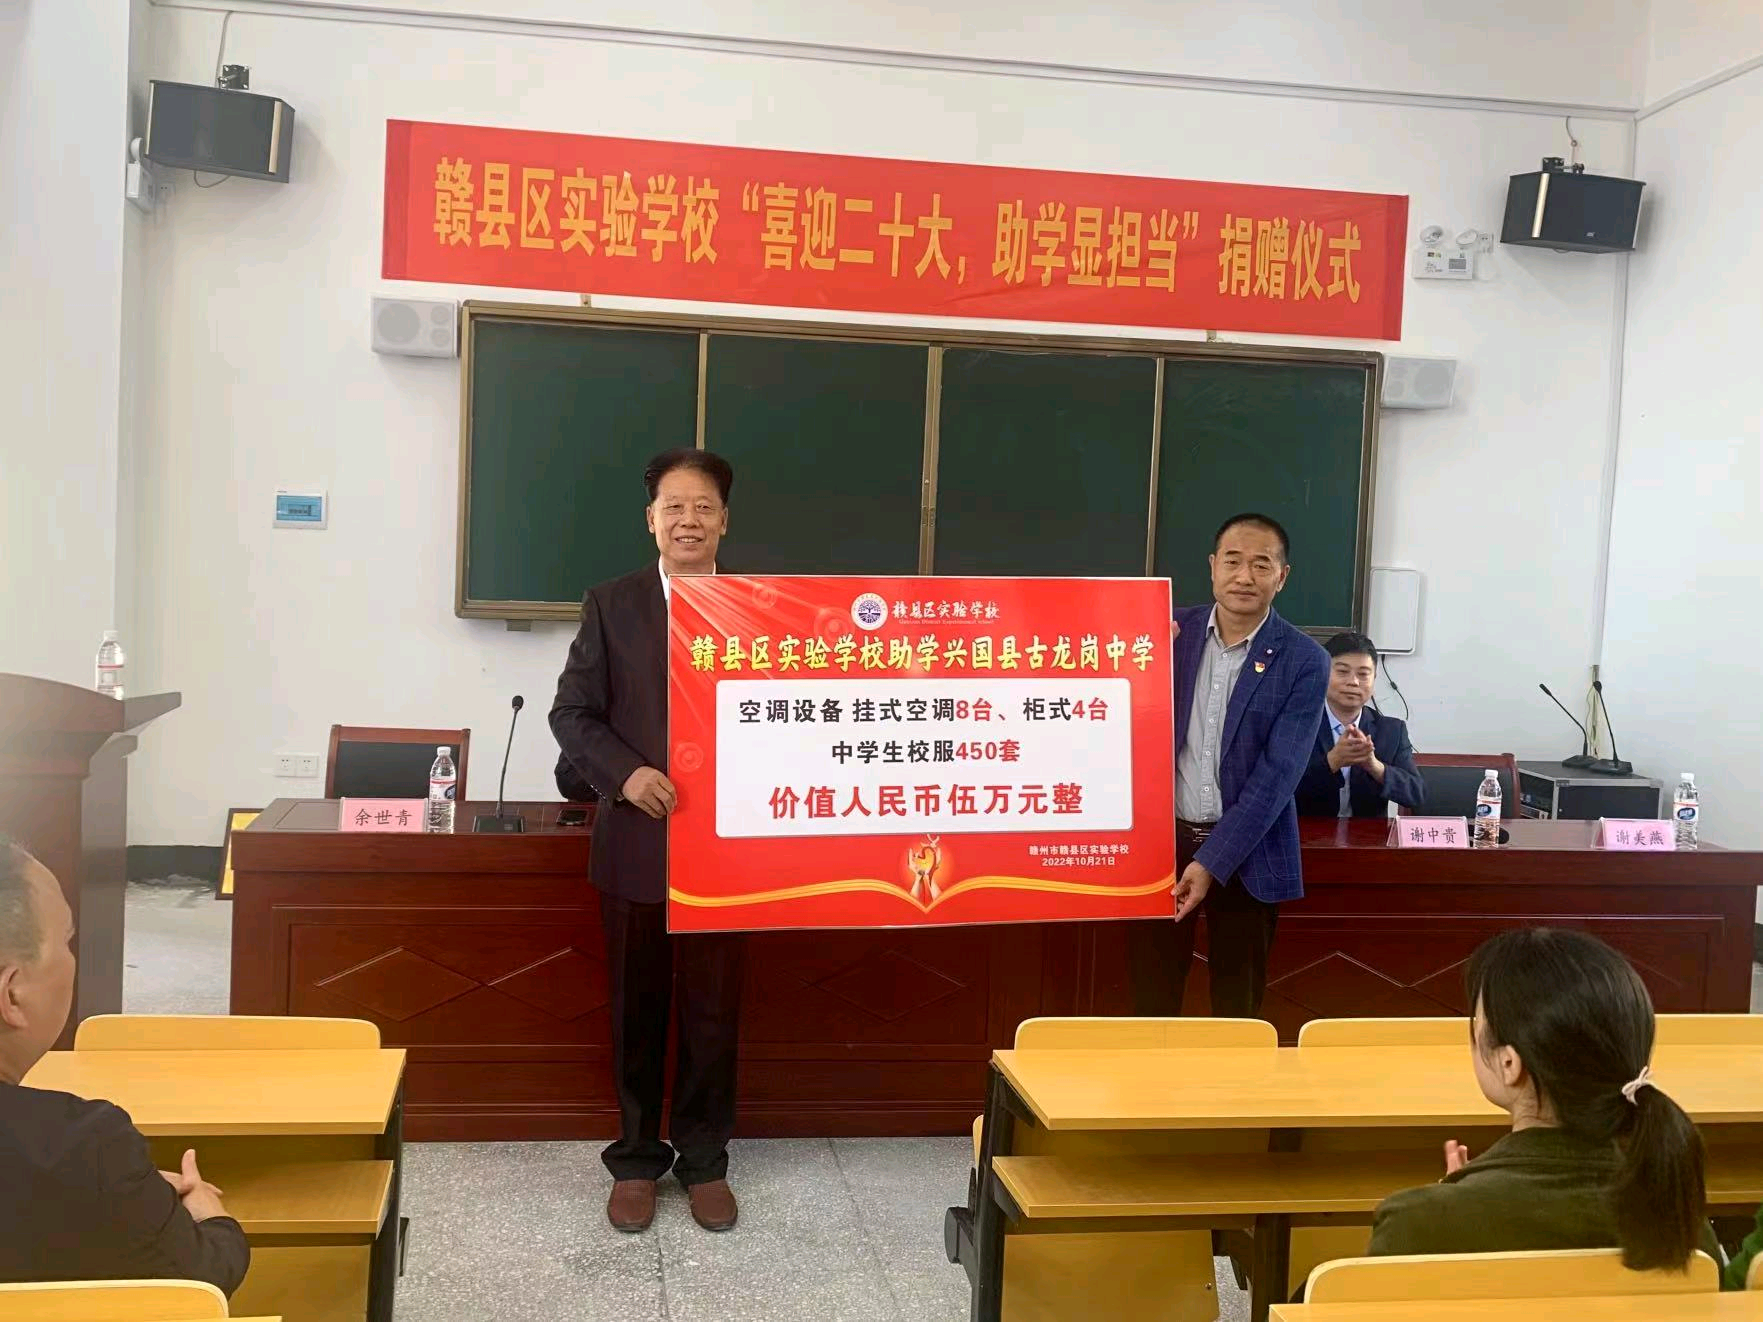 赣县区实验学校“喜迎二十大，助学显担当”捐赠仪式
赣县区实验学校
赣县区实验学校助学兴国县古龙岗中学
空调设备 挂式空调8台、柜式4台
中学生校服450套
价值人民币伍万元整
赣州市赣县区实验学校
2022年10月21日
余世青
谢中贵
谢美燕